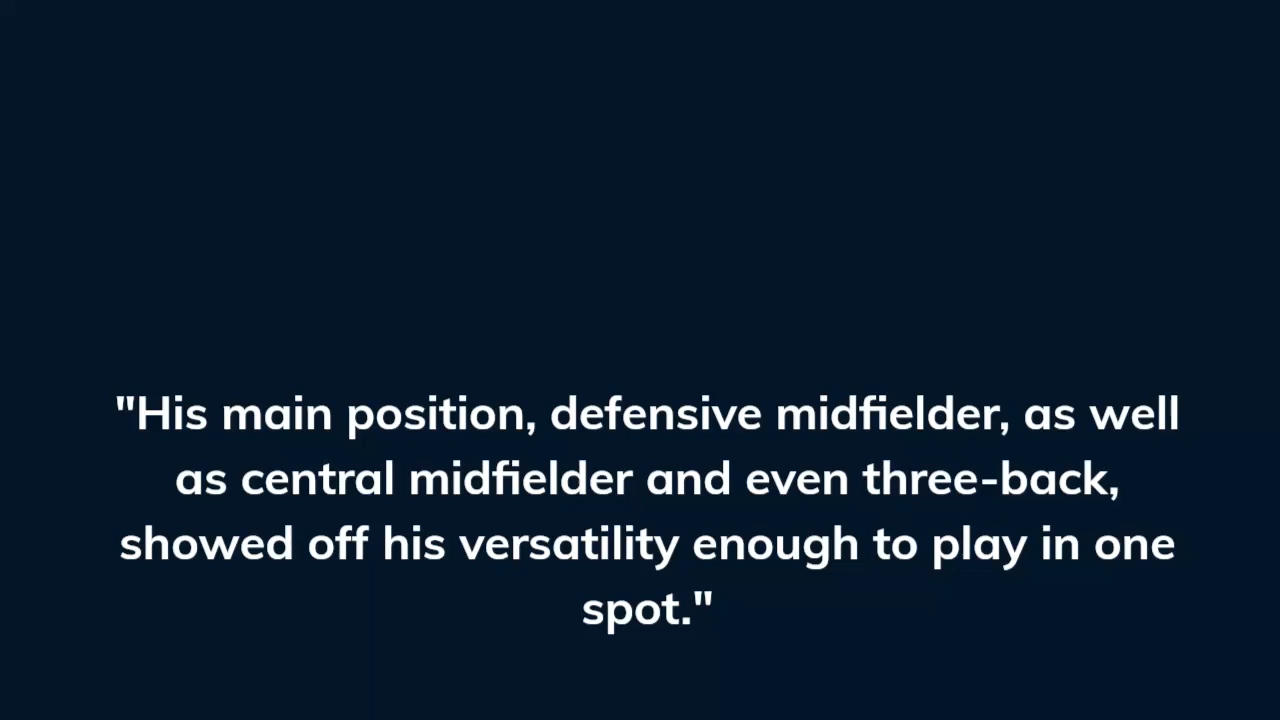 "His main position, defensive midfielder, as well
as central midfielder and even three-back,
showed off his versatility enough to play in one
spot."